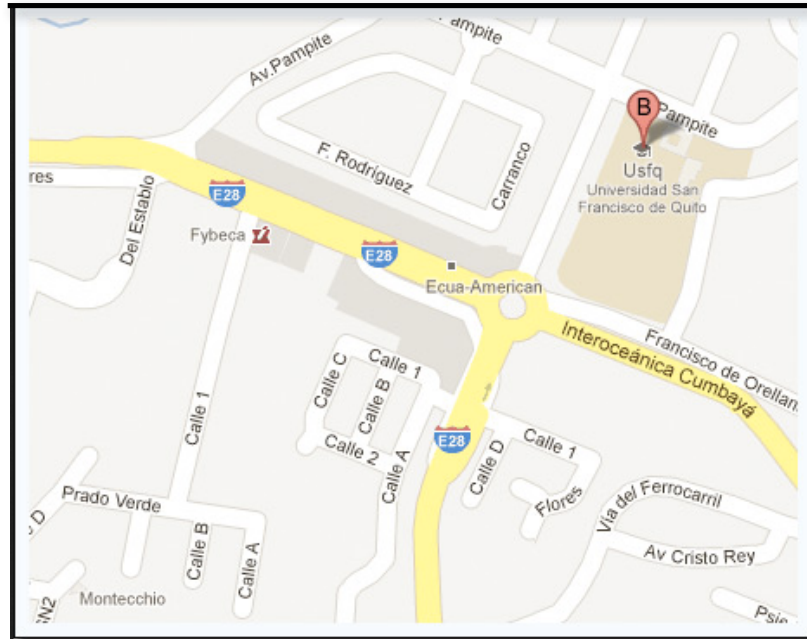 Pampite
Av.Pampite
B
Pampite
Usfq
Universidad San
Francisco de Quito
F. Rodríguez
Carranco
res
E28
Del Establo
Fybeca
E28
Ecua-American
Francisco de Orellan
Interoceánica Cumbayá
Calle C
Calle 1
Calle B
Calle 1
Calle 2
Calle A
E28
Calle D
Calle 1
Flores
Vía del Ferrocarril
Prado Verde
e D
Calle B
Calle A
Av Cristo Rey
Montecchio
SN2